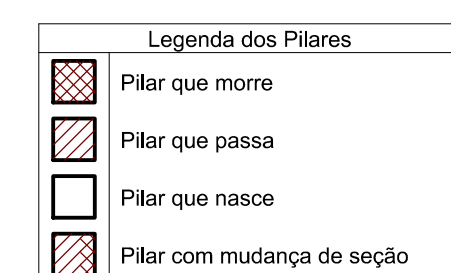 Legenda dos Pilares
Pilar que morre
Pilar que passa
Pilar que nasce
Pilar com mudança de seção